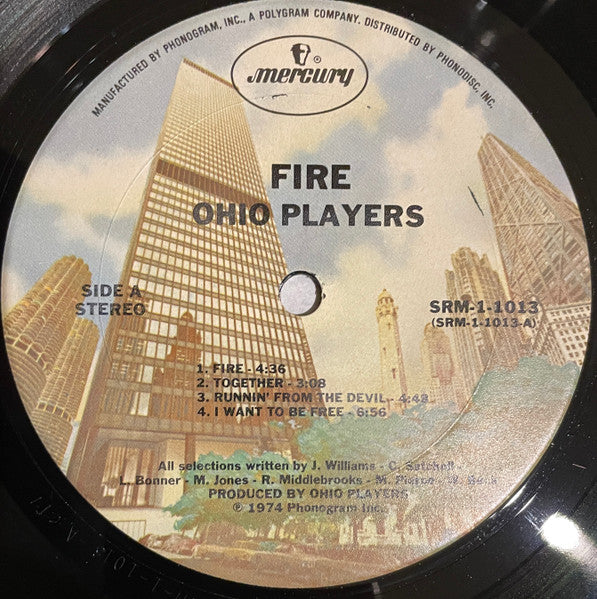 MANUFACTURED BY PHONOGRAM, INC., A POLYGRAM COMPANY. DISTRIBUTED BY PHONODISC, INC.
mercury ®
FIRE
OHIO PLAYERS
SIDE A
STEREO
SRM-1-1013
(SRM-1-1013-A)
1. FIRE - 4:36
2. TOGETHER - 3:08
3. RUNNIN' FROM THE DEVIL - 4:43
4. I WANT TO BE FREE - 6:56
All selections written by J. Williams - C. Satchell -
L. Bonner - M. Jones - R. Middlebrooks - M. Pierce - W. Beck
PRODUCED BY OHIO PLAYERS
℗ 1974 Phonogram Inc.